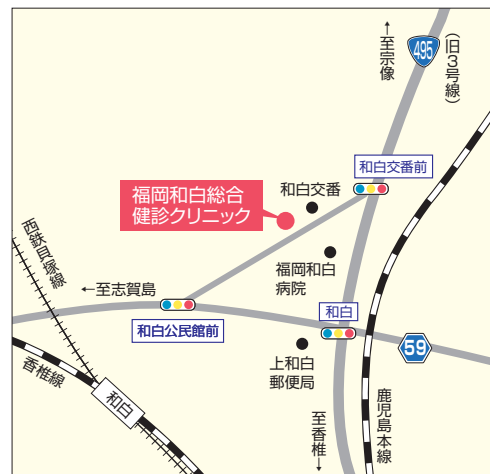 ←至宗像
495
(旧3号線)
和白交番前
和白交番
福岡和白総合
健診クリニック
西鉄貝塚線
福岡和白
病院
←至志賀島
和白
和白公民館前
59
上和白
郵便局
香椎線
和白
鹿児島本線
至香椎→